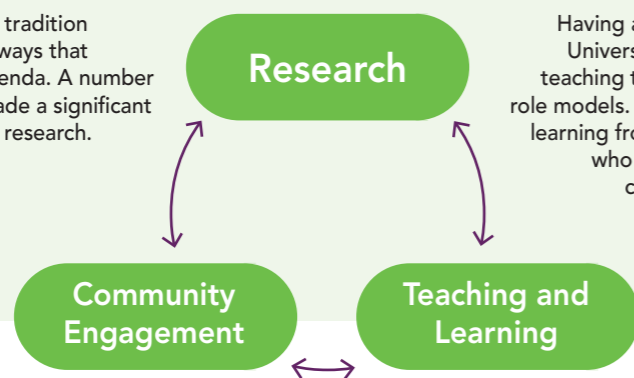 tradition
ways that
enda. A number
ade a significant
research.
Research
Having a
Univers
teaching t
role models.
learning fro
who
c
Community
Engagement
Teaching and
Learning